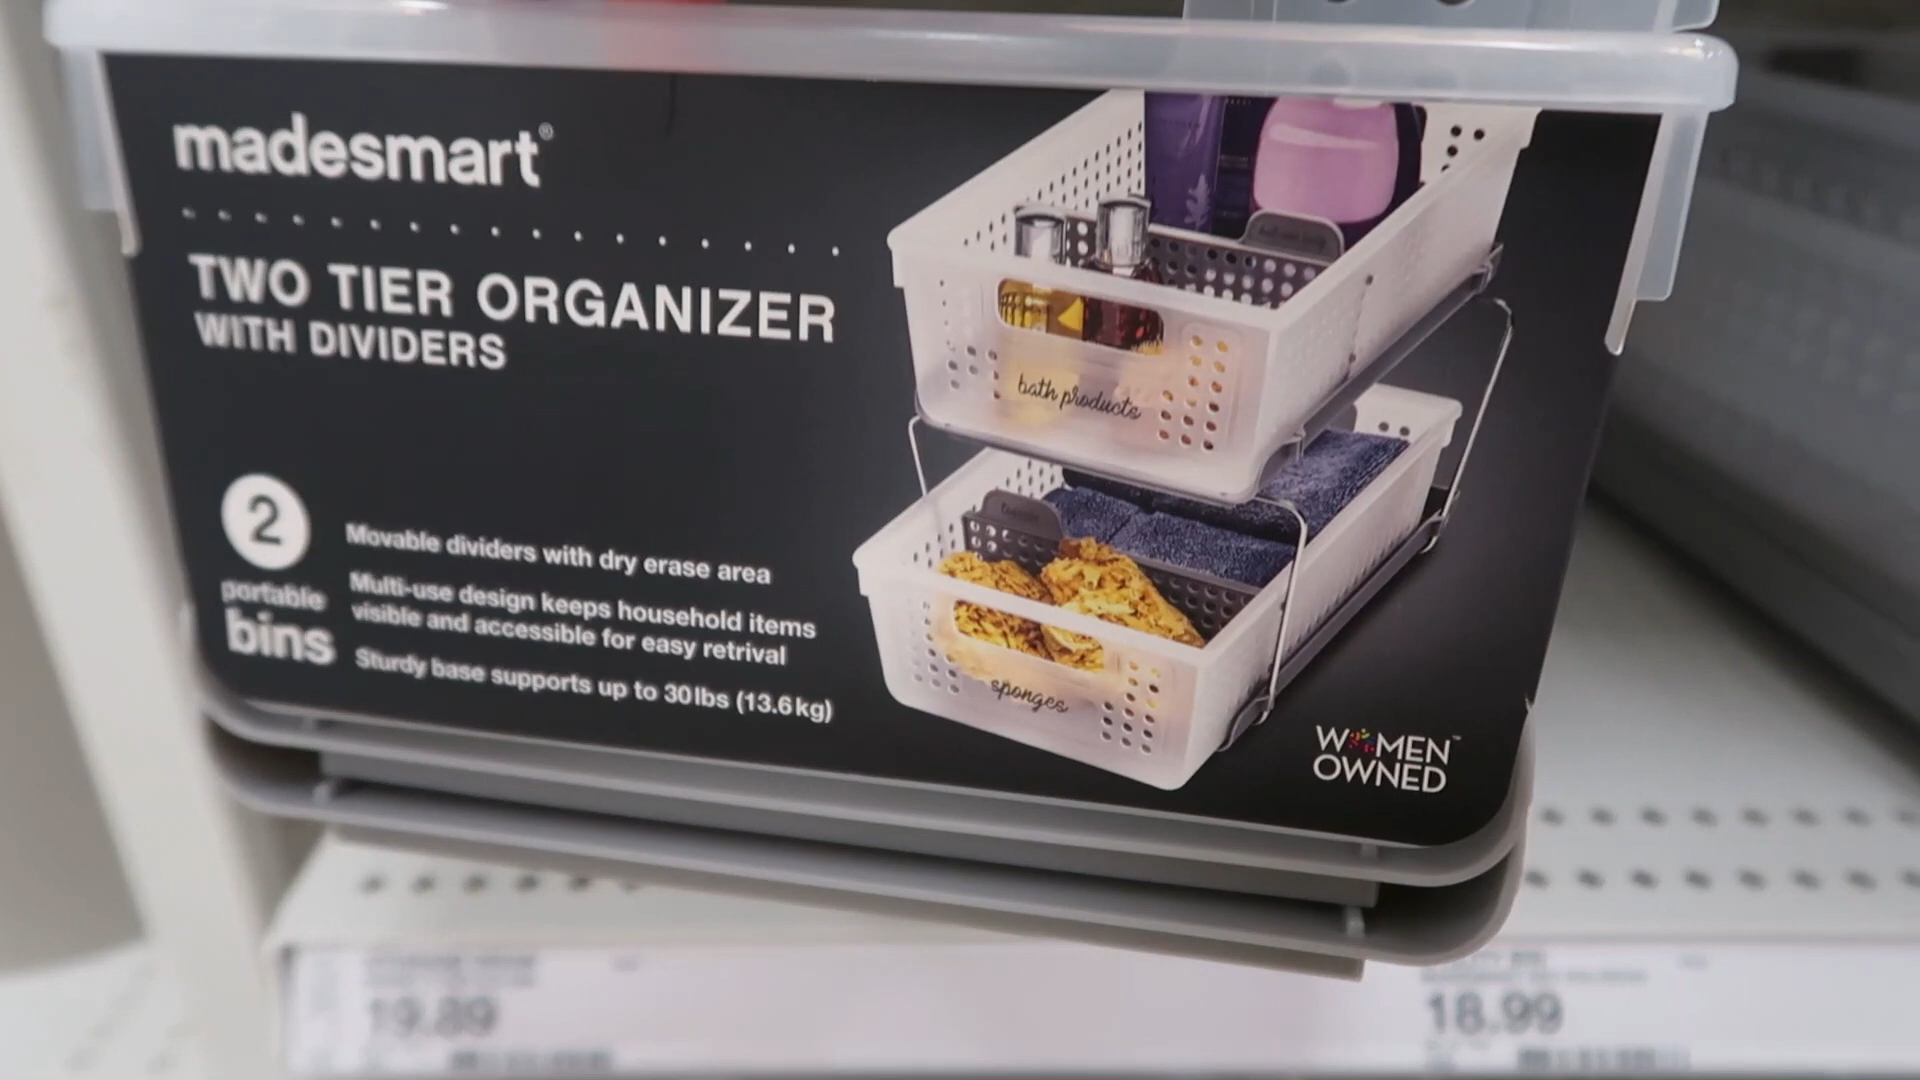 madesmart®
TWO TIER ORGANIZER
WITH DIVIDERS
2
portable
bins
Movable dividers with dry erase area
Multi-use design keeps household items
visible and accessible for easy retrival
Sturdy base supports up to 30lbs (13.6kg)
bath products
sponges
WOMEN™
OWNED
19.89
18.99